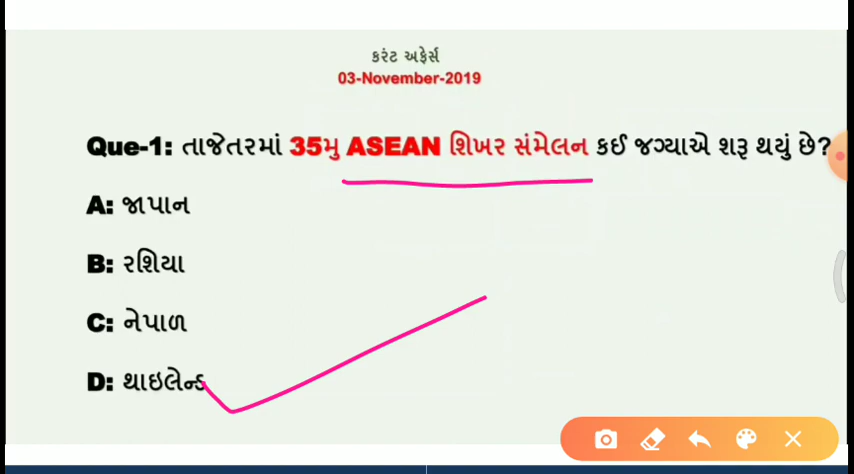 કરંટ અફેર્સ
03-November-2019
Que-1: તાજેતરમાં 35મુ ASEAN શિખર સંમેલન કઈ જગ્યાએ શરૂ થયું છે?
A: જાપાન
B: રશિયા
C: નેપાળ
D: થાઇલેન્ડ